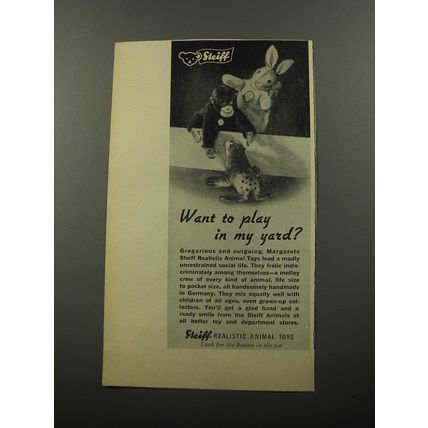 Steiff
Want to play
in my yard?
Gregarious and outgoing, Margarete
Steiff Realistic Animal Toys lead a madly
unrestrained social life. They frolic indis-
criminately among themselves—a motley
crew of every kind of animal, life size
to pocket size, all handsomely handmade
in Germany. They mix equally well with
children of all ages, even grown-up col-
lectors. You'll get a glad hand and a
ready smile from the Steiff Animals at
all better toy and department stores.
Steiff REALISTIC ANIMAL TOYS
Look for the button in the ear